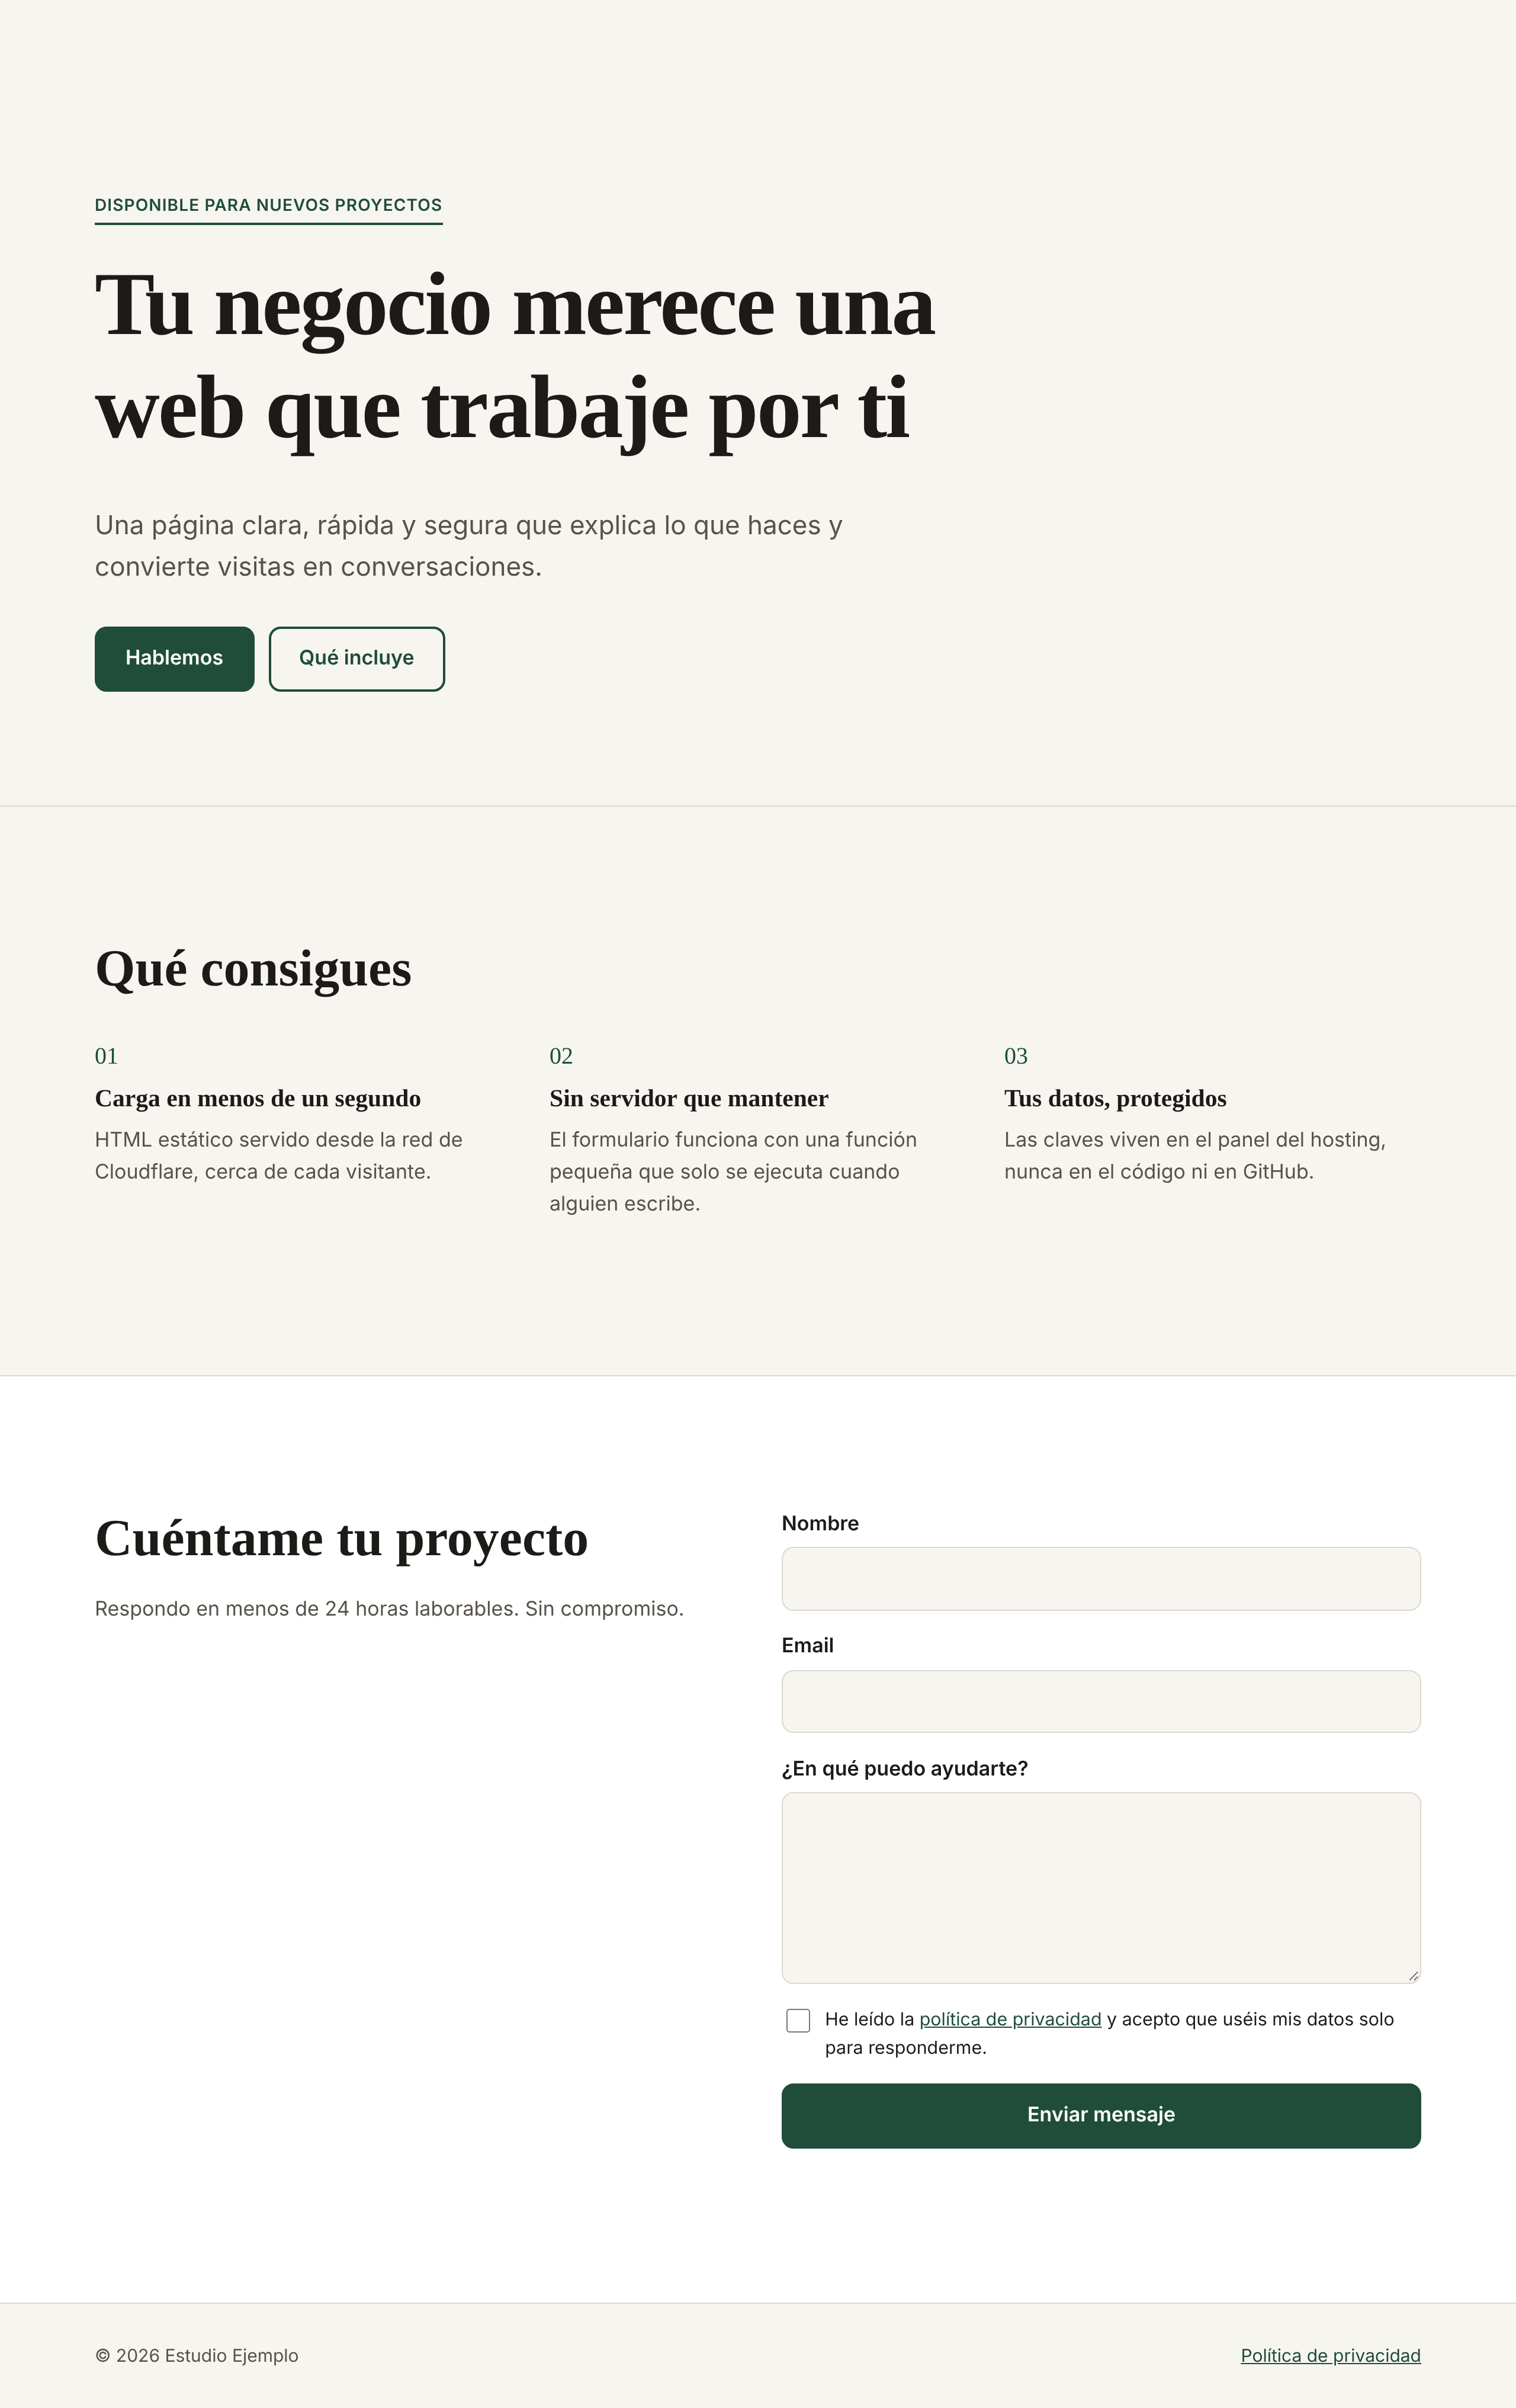 DISPONIBLE PARA NUEVOS PROYECTOS
Tu negocio merece una
web que trabaje por ti
Una página clara, rápida y segura que explica lo que haces y
convierte visitas en conversaciones.
Hablemos
Qué incluye
Qué consigues
01
Carga en menos de un segundo
HTML estático servido desde la red de
Cloudflare, cerca de cada visitante.
02
Sin servidor que mantener
El formulario funciona con una función
pequeña que solo se ejecuta cuando
alguien escribe.
03
Tus datos, protegidos
Las claves viven en el panel del hosting,
nunca en el código ni en GitHub.
Cuéntame tu proyecto
Respondo en menos de 24 horas laborables. Sin compromiso.
Nombre
Email
¿En qué puedo ayudarte?
He leído la política de privacidad y acepto que uséis mis datos solo
para responderme.
Enviar mensaje
© 2026 Estudio Ejemplo
Política de privacidad